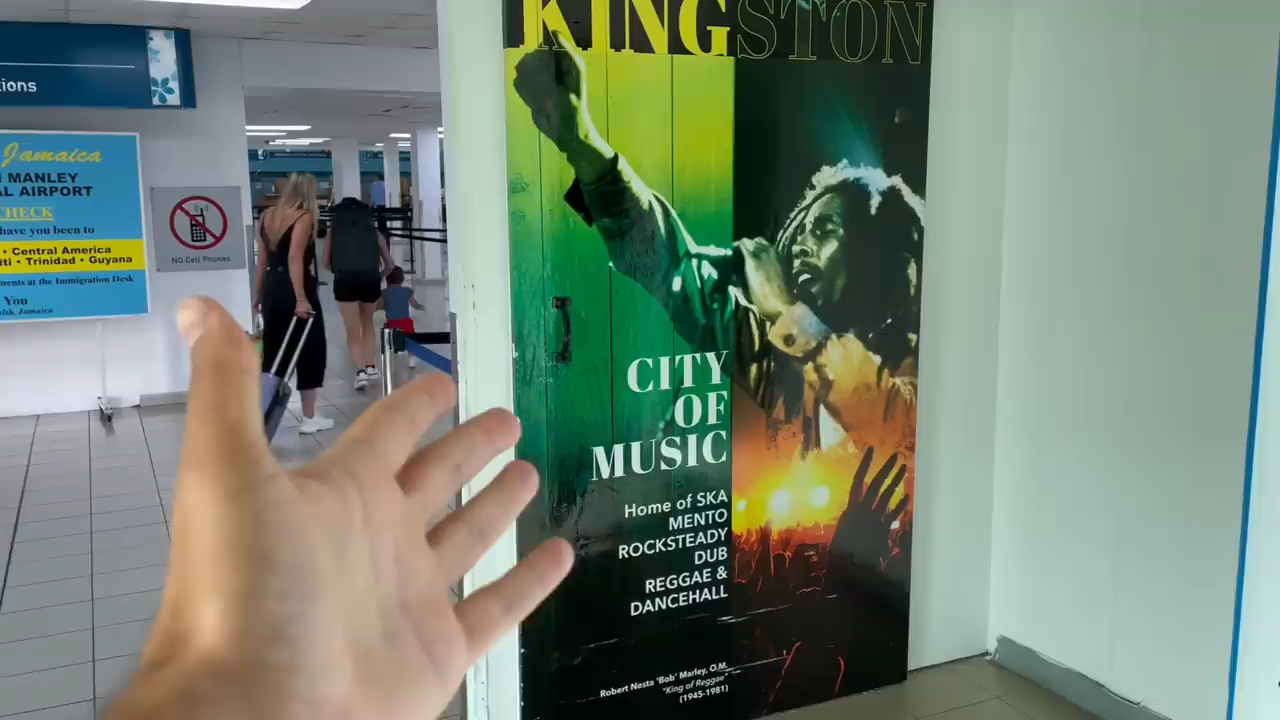 KINGSTON
CITY
OF
MUSIC
Home of SKA
MENTO
ROCKSTEADY
DUB
REGGAE &
DANCEHALL
Robert Nesta 'Bob' Marley, O.M.
"King of Reggae"
(1945-1981)
Jamaica
MANLEY
AIRPORT
CHECK
have you been to
• Central America
• Trinidad • Guyana
at the Immigration Desk
You
Jamaica
NO Cell Phones